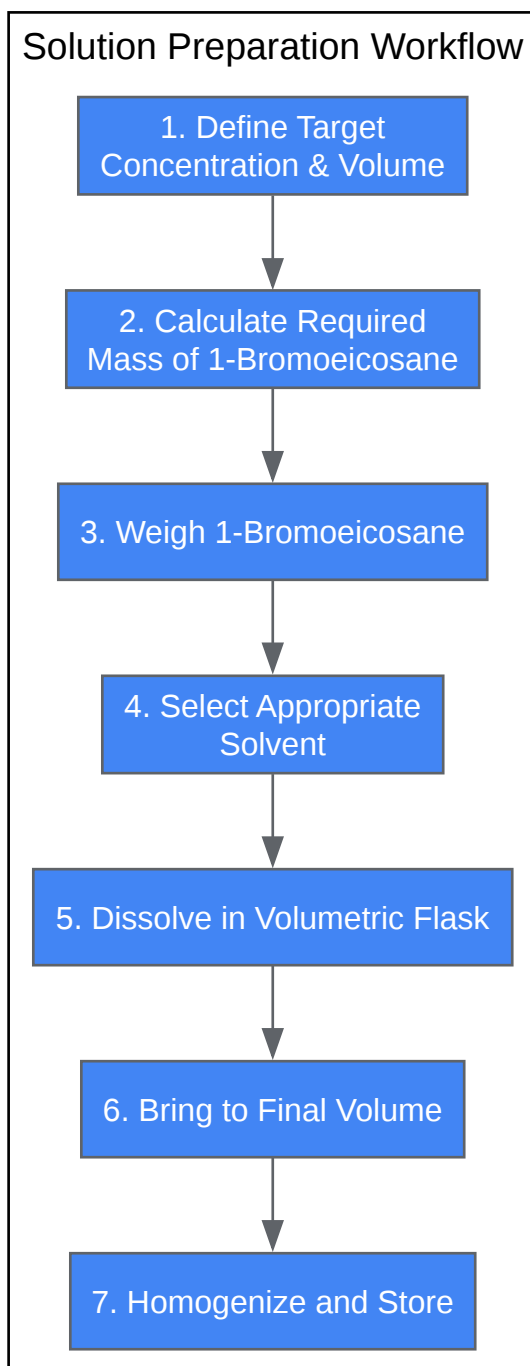 Solution Preparation Workflow
1. Define Target
Concentration & Volume
2. Calculate Required
Mass of 1-Bromoeicosane
3. Weigh 1-Bromoeicosane
4. Select Appropriate
Solvent
5. Dissolve in Volumetric Flask
6. Bring to Final Volume
7. Homogenize and Store